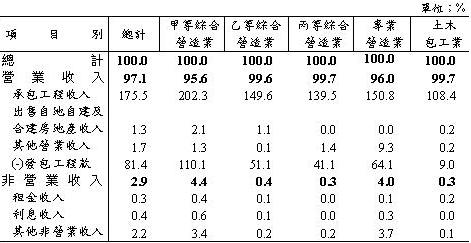 單位：%
項 目 別 總計 甲等綜合營造業 乙等綜合營造業 丙等綜合營造業 專業營造業 土木包工業
總 計 100.0 100.0 100.0 100.0 100.0 100.0
營業收入 97.1 95.6 99.6 99.7 96.0 99.7
承包工程收入 175.5 202.3 149.6 139.5 150.8 108.4
出售自地自建及
合建房地產收入 1.3 2.1 1.1 0.0 0.0 0.2
其他營業收入 1.7 1.3 0.1 1.4 9.3 0.2
(-)發包工程款 81.4 110.1 51.1 41.1 64.1 9.0
非營業收入 2.9 4.4 0.4 0.3 4.0 0.3
租金收入 0.3 0.4 0.1 0.0 0.1 0.2
利息收入 0.4 0.6 0.1 0.0 0.3 0.0
其他非營業收入 2.2 3.4 0.2 0.2 3.7 0.1